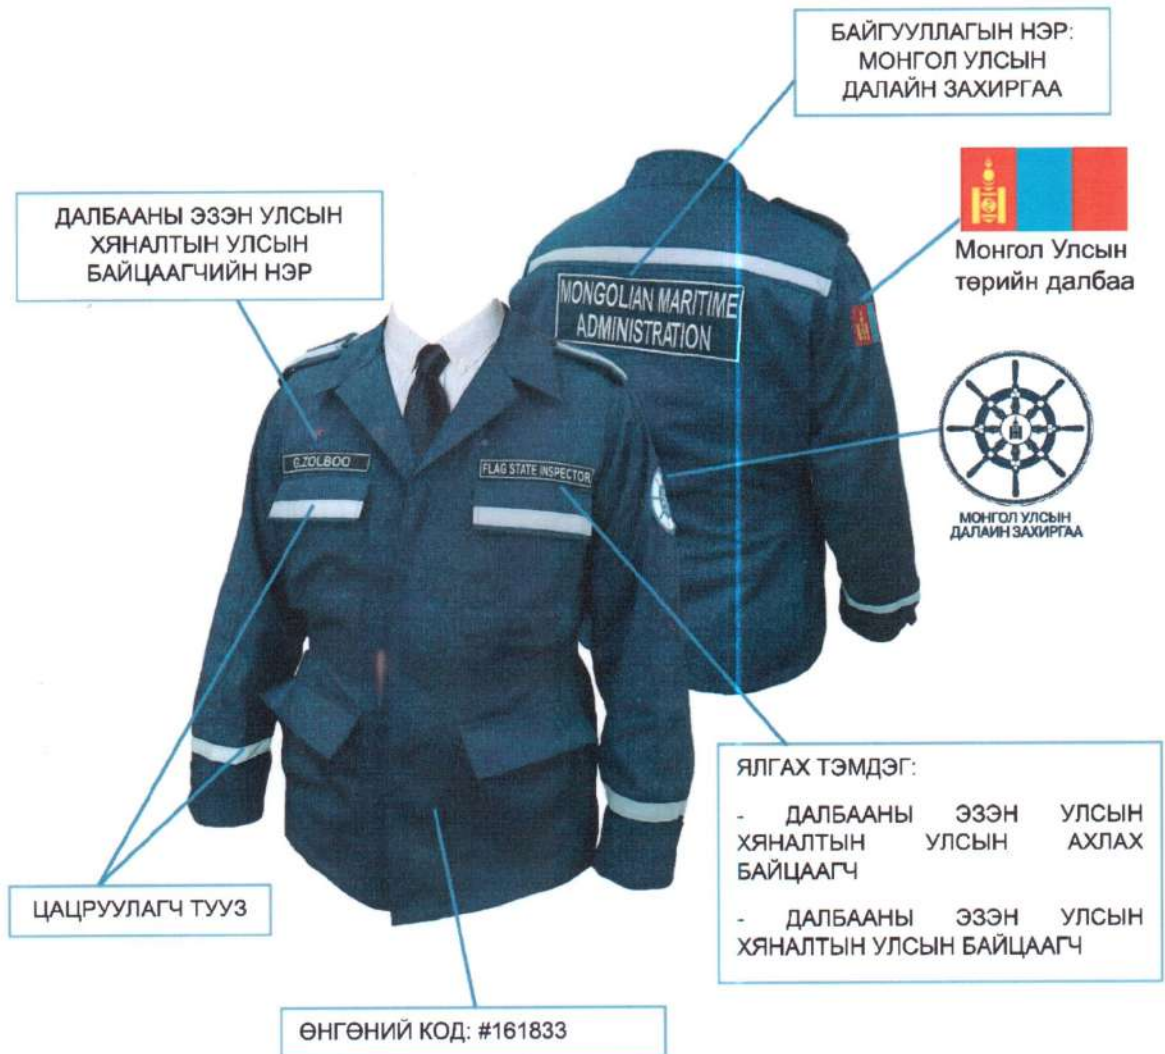 БАЙГУУЛЛАГЫН НЭР:
МОНГОЛ УЛСЫН
ДАЛАЙН ЗАХИРГАА
Монгол Улсын
төрийн далбаа
ДАЛБААНЫ ЭЗЭН УЛСЫН
ХЯНАЛТЫН УЛСЫН
БАЙЦААГЧИЙН НЭР
MONGOLIAN MARITIME
ADMINISTRATION
G.ZOLBOO
FLAG STATE INSPECTOR
МОНГОЛ УЛСЫН
ДАЛАЙН ЗАХИРГАА
ЯЛГАХ ТЭМДЭГ:
- ДАЛБААНЫ ЭЗЭН УЛСЫН
ХЯНАЛТЫН УЛСЫН АХЛАХ
БАЙЦААГЧ
- ДАЛБААНЫ ЭЗЭН УЛСЫН
ХЯНАЛТЫН УЛСЫН БАЙЦААГЧ
ЦАЦРУУЛАГЧ ТУУЗ
ӨНГӨНИЙ КОД: #161833